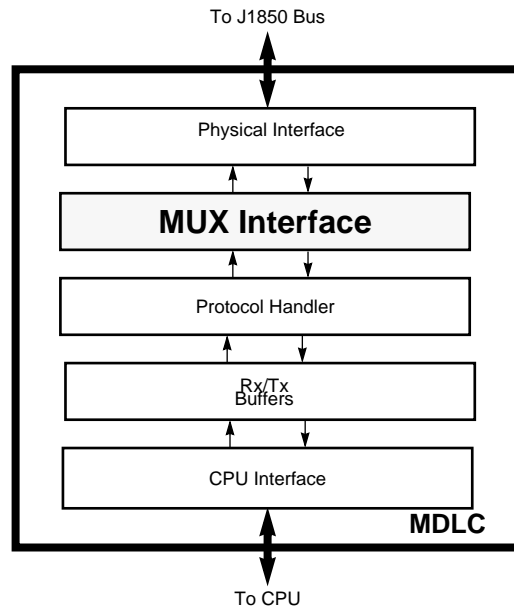 To J1850 Bus
Physical Interface
MUX Interface
Protocol Handler
Rx/Tx
Buffers
CPU Interface
MDLC
To CPU